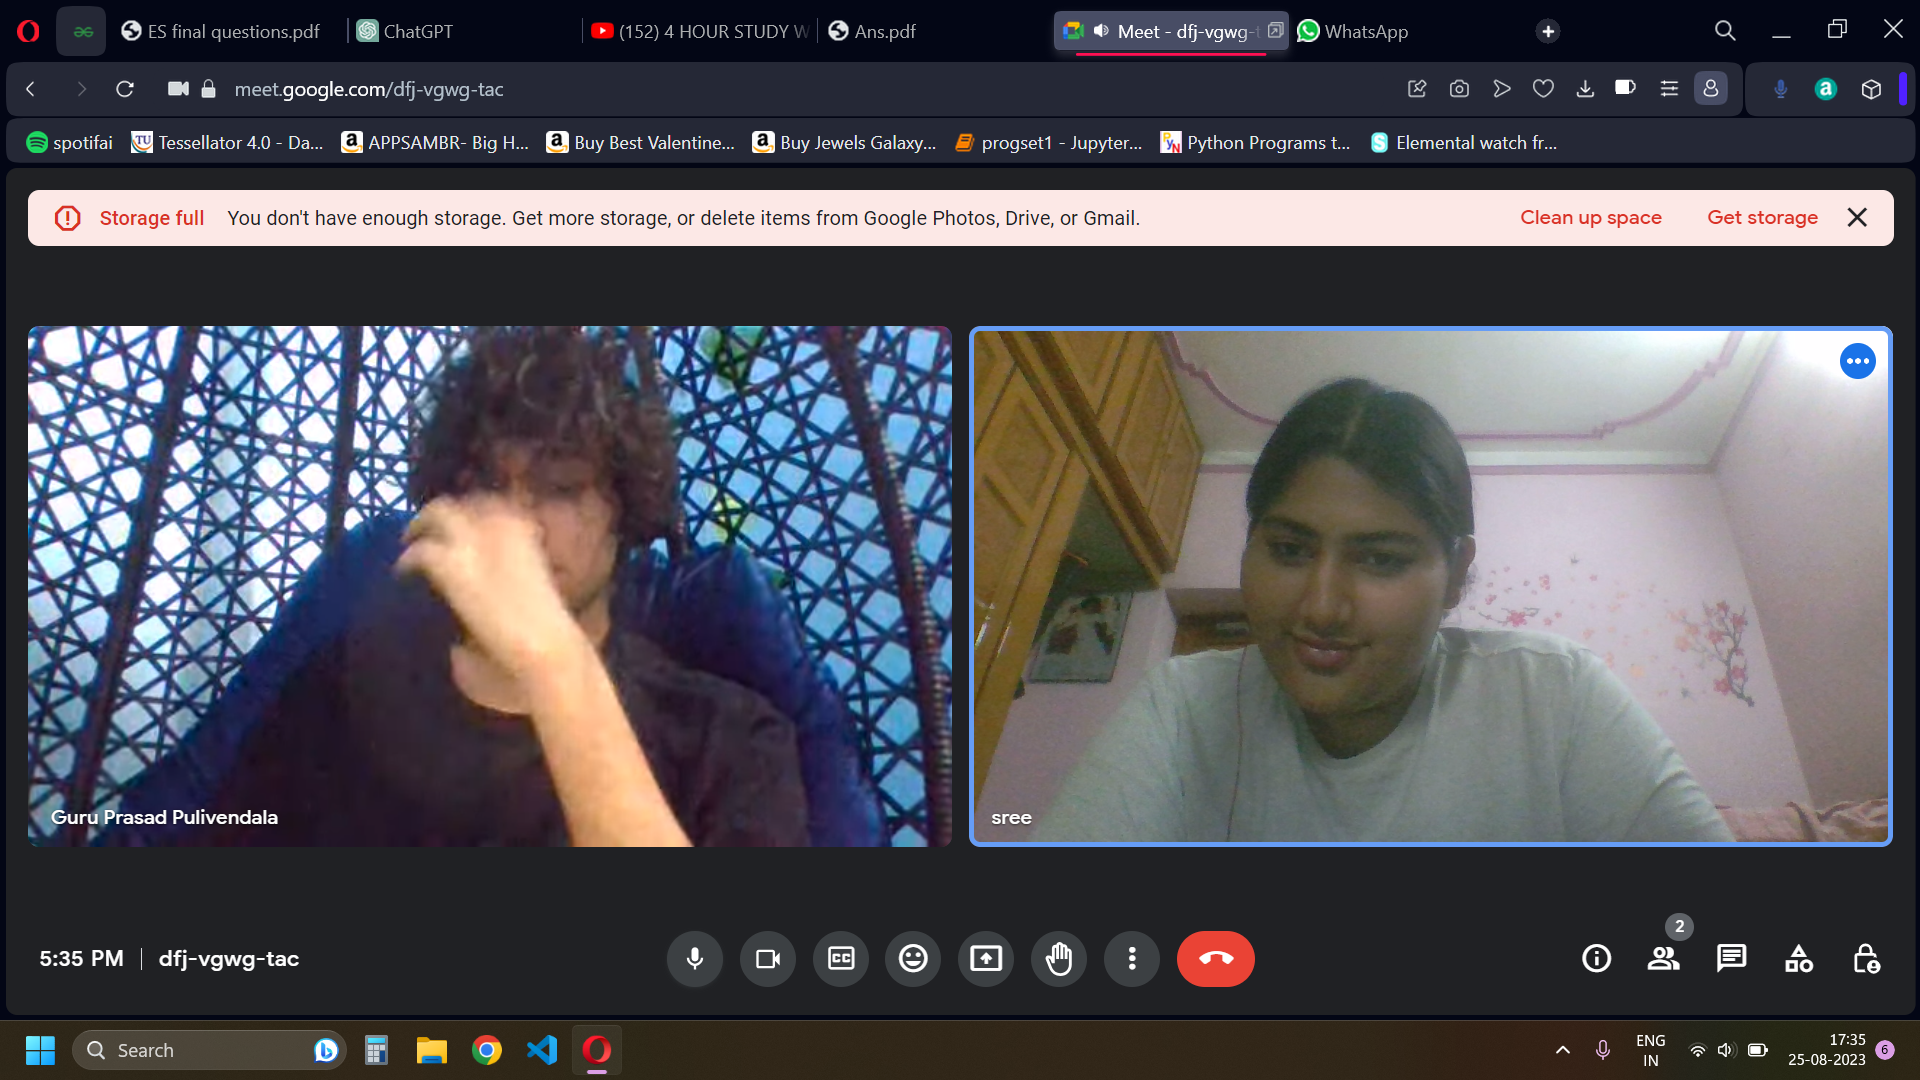 ES final questions.pdf
ChatGPT
(152) 4 HOUR STUDY W
Ans.pdf
Meet - dfj-vgwg-t
WhatsApp
meet.google.com/dfj-vgwg-tac
spotifai
Tessellator 4.0 - Da...
APPSAMBR- Big H...
Buy Best Valentine...
Buy Jewels Galaxy...
progset1 - Jupyter...
Python Programs t...
Elemental watch fr...
Storage full You don't have enough storage. Get more storage, or delete items from Google Photos, Drive, or Gmail.
Clean up space
Get storage
Guru Prasad Pulivendala
sree
5:35 PM | dfj-vgwg-tac
CC
2
Search
ENG
IN
17:35
25-08-2023
6